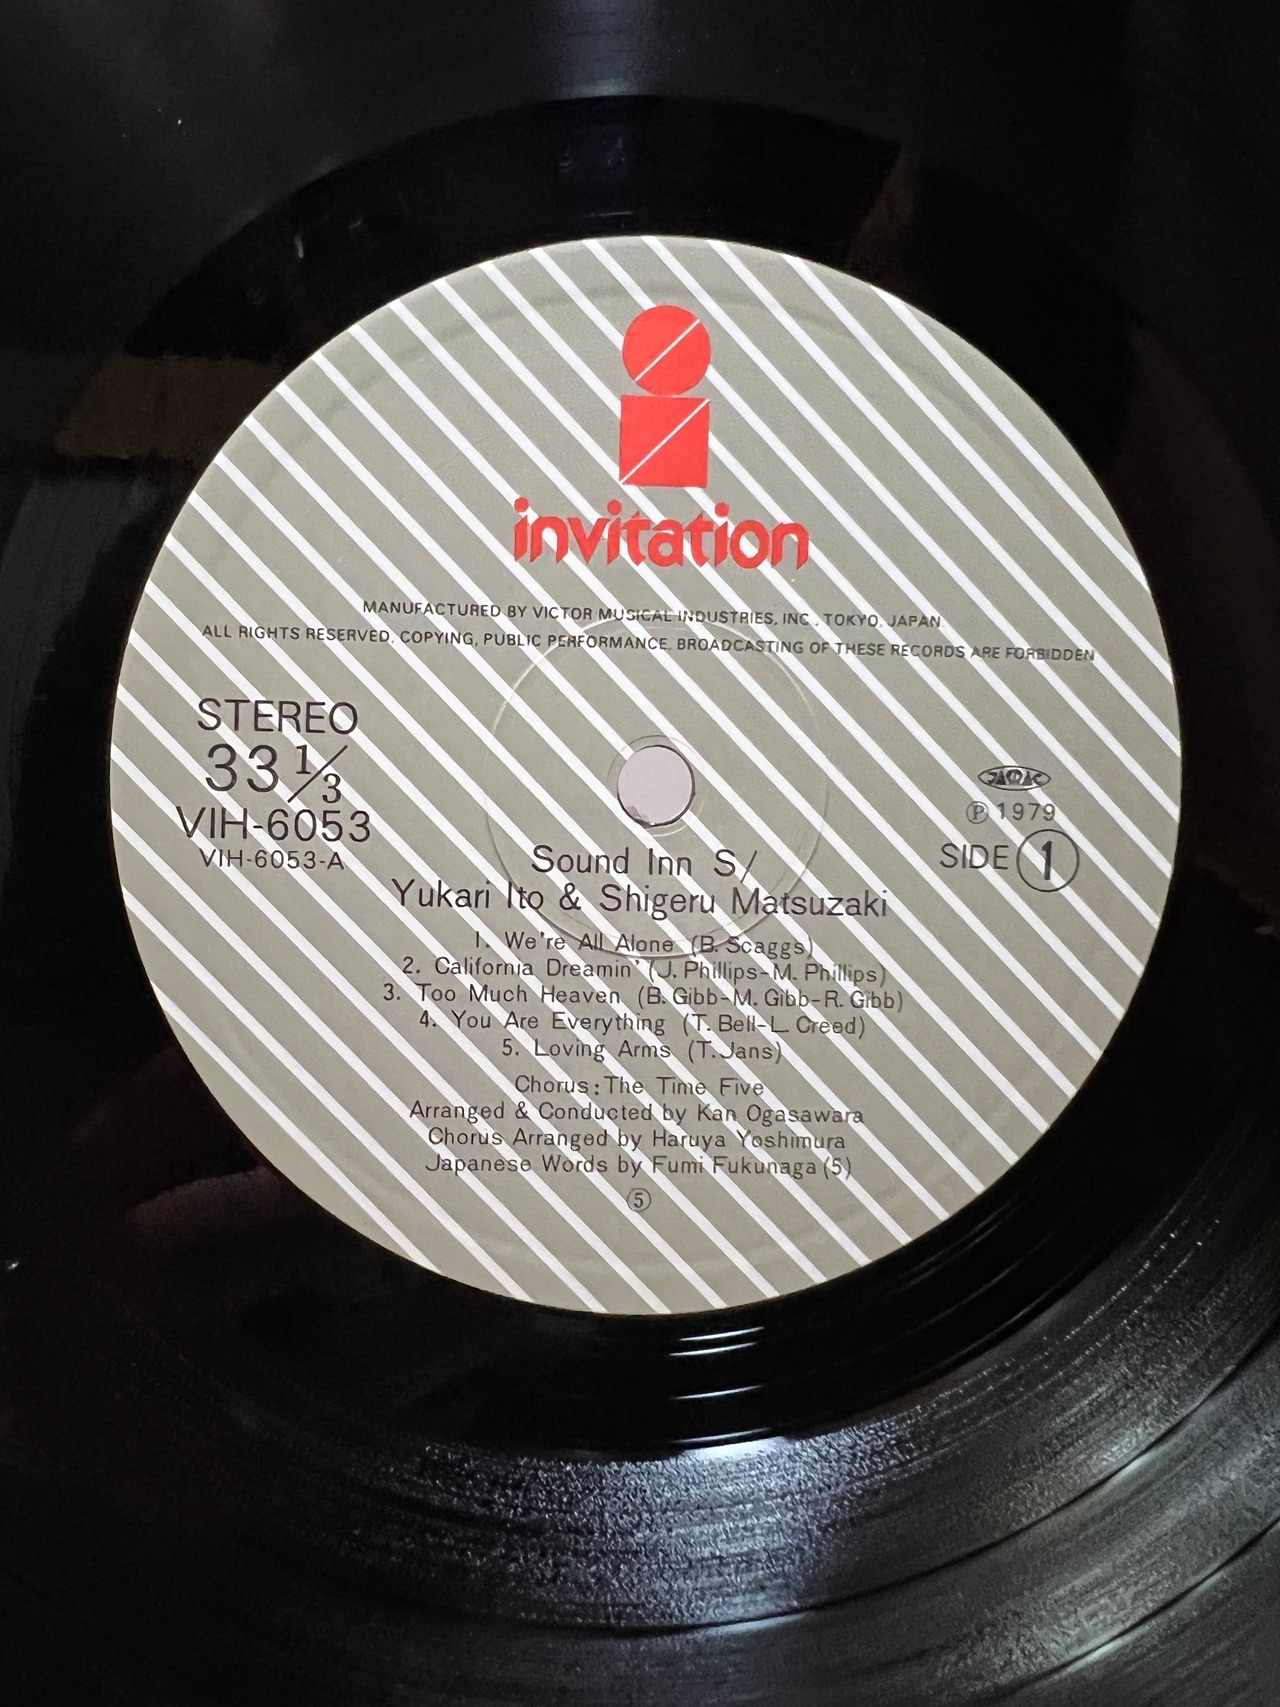 invitation
MANUFACTURED BY VICTOR MUSICAL INDUSTRIES, INC., TOKYO, JAPAN
ALL RIGHTS RESERVED. COPYING, PUBLIC PERFORMANCE, BROADCASTING OF THESE RECORDS ARE FORBIDDEN
STEREO
33 1/3
VIH-6053
VIH-6053-A
JASRAC
Ⓟ 1979
SIDE 1
Sound Inn S/
Yukari Ito & Shigeru Matsuzaki
1. We're All Alone (B. Scaggs)
2. California Dreamin' (J. Phillips-M. Phillips)
3. Too Much Heaven (B. Gibb-M. Gibb-R. Gibb)
4. You Are Everything (T. Bell-L. Creed)
5. Loving Arms (T. Jans)
Chorus: The Time Five
Arranged & Conducted by Kan Ogasawara
Chorus Arranged by Haruya Yoshimura
Japanese Words by Fumi Fukunaga (5)
⑤